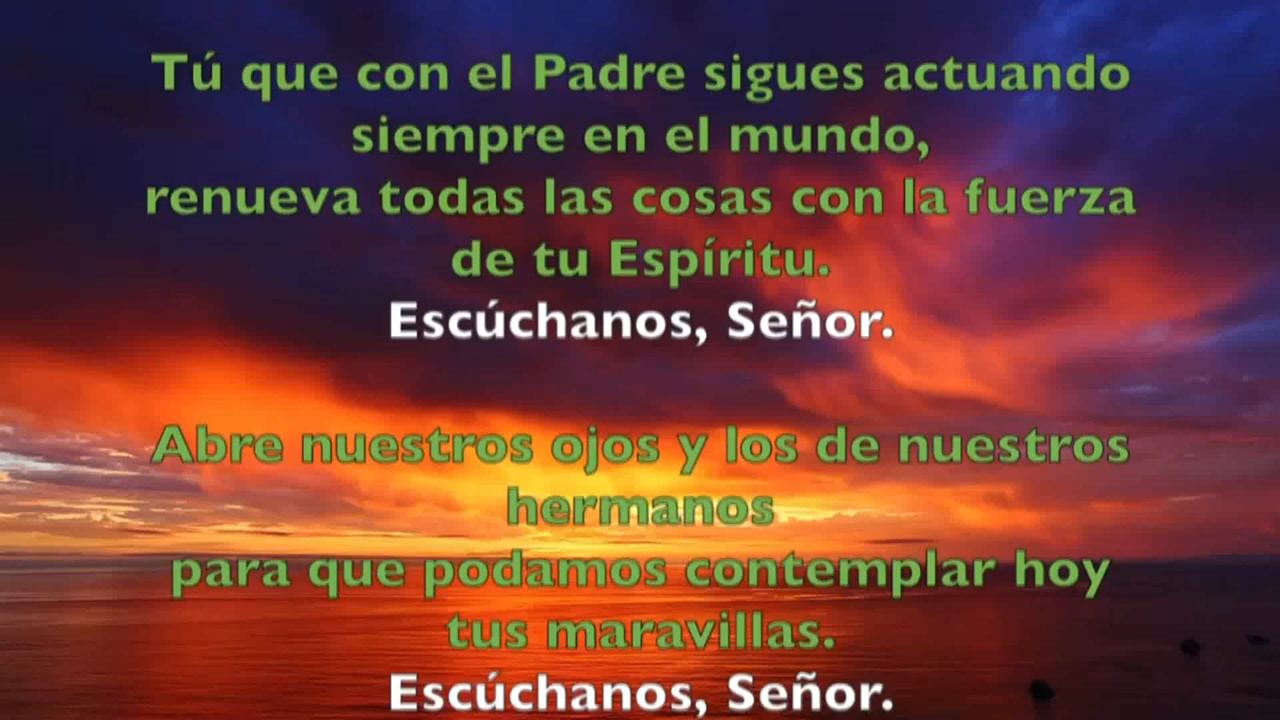 Tú que con el Padre sigues actuando
siempre en el mundo,
renueva todas las cosas con la fuerza
de tu Espíritu.
Escúchanos, Señor.
Abre nuestros ojos y los de nuestros
hermanos
para que podamos contemplar hoy
tus maravillas.
Escúchanos, Señor.